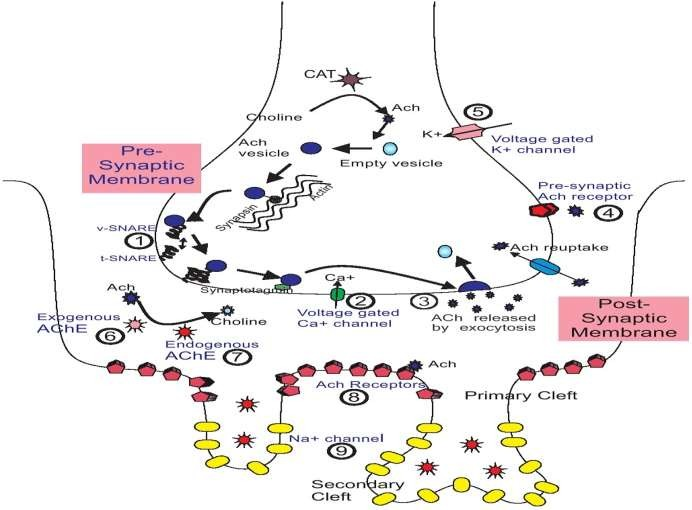 CAT
Choline
Ach
Ach
vesicle
Empty vesicle
5
K+
Voltage gated
K+ channel
Pre-
Synaptic
Membrane
Synapsin
Actin
Pre-synaptic
Ach receptor
4
v-SNARE
1
t-SNARE
Ach reuptake
Synaptotagmin
Ca+
2
3
Voltage gated
Ca+ channel
ACh released
by exocytosis
Post-
Synaptic
Membrane
Ach
Exogenous
AChE
6
Choline
Endogenous
AChE
7
Ach
Ach Receptors
8
Primary Cleft
Na+ channel
9
Secondary
Cleft